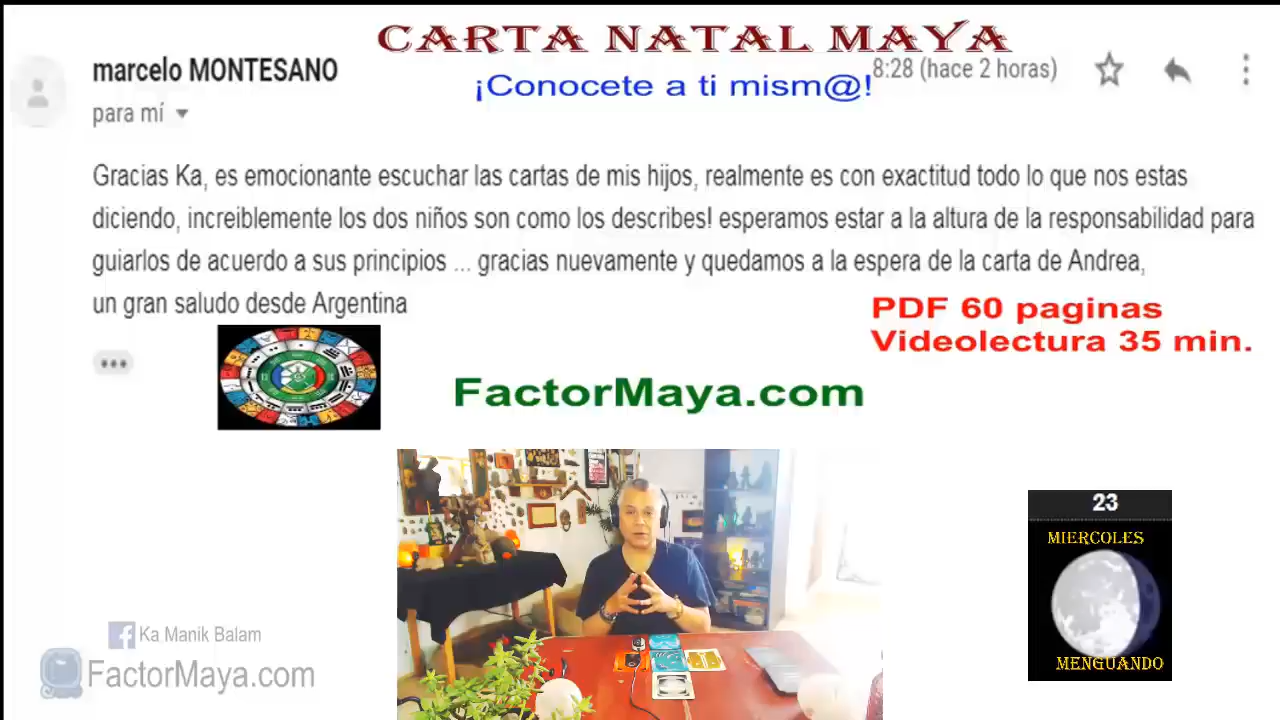 CARTA NATAL MAYA
¡Conocete a ti mism@!
marcelo MONTESANO
8:28 (hace 2 horas)
para mí
Gracias Ka, es emocionante escuchar las cartas de mis hijos, realmente es con exactitud todo lo que nos estas
diciendo, increiblemente los dos niños son como los describes! esperamos estar a la altura de la responsabilidad para
guiarlos de acuerdo a sus principios ... gracias nuevamente y quedamos a la espera de la carta de Andrea,
un gran saludo desde Argentina
PDF 60 paginas
Videolectura 35 min.
FactorMaya.com
23
MIERCOLES
MENGUANDO
Ka Manik Balam
FactorMaya.com